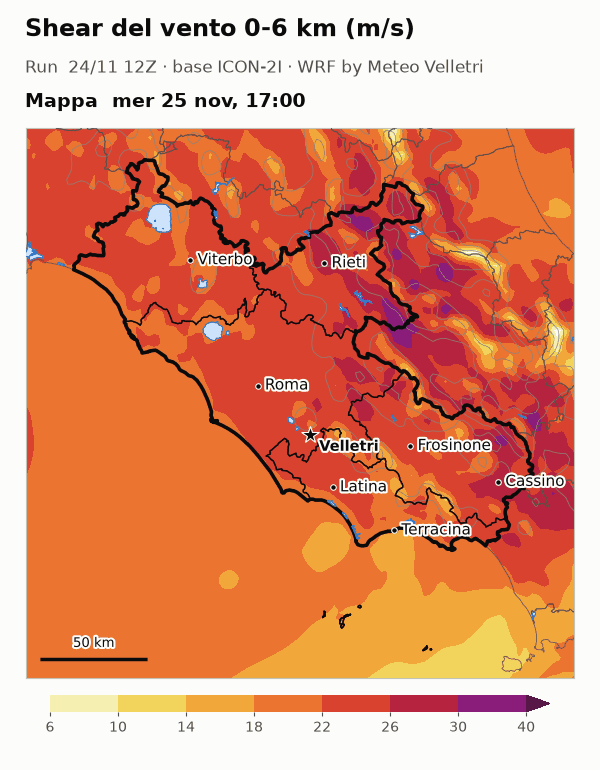 Shear del vento 0-6 km (m/s)
Run  24/11 12Z · base ICON-2I · WRF by Meteo Velletri
Mappa  mer 25 nov, 17:00
Viterbo
Rieti
Roma
Velletri
Frosinone
Cassino
Latina
Terracina
50 km
6 10 14 18 22 26 30 40